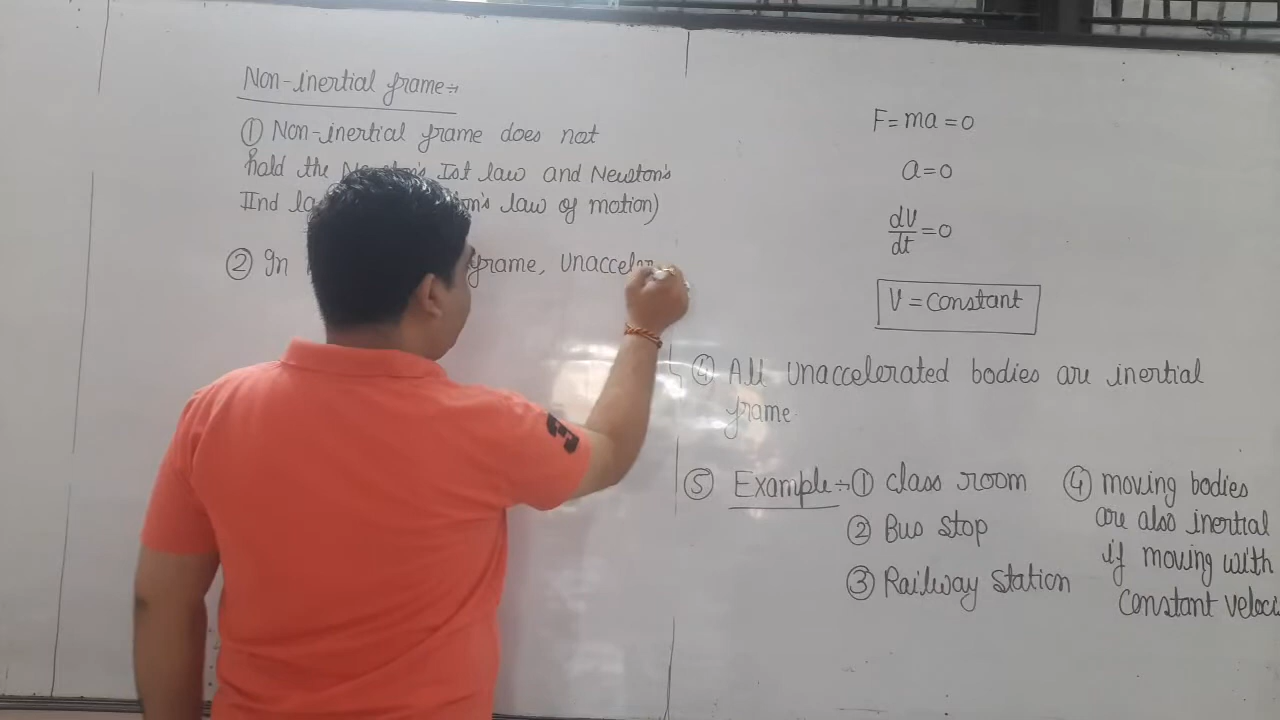 Non-inertial frame:-
① Non-inertial frame does not
hold the Newton's Ist law and Newton's
IInd la 's law of motion)
② In frame, Unacceler
F = ma = 0
a = 0
dV/dt = 0
V = constant
④ All unaccelerated bodies are inertial
frame
⑤ Example:- ① class room
② Bus stop
③ Railway station
④ moving bodies
are also inertial
if moving with
constant veloci